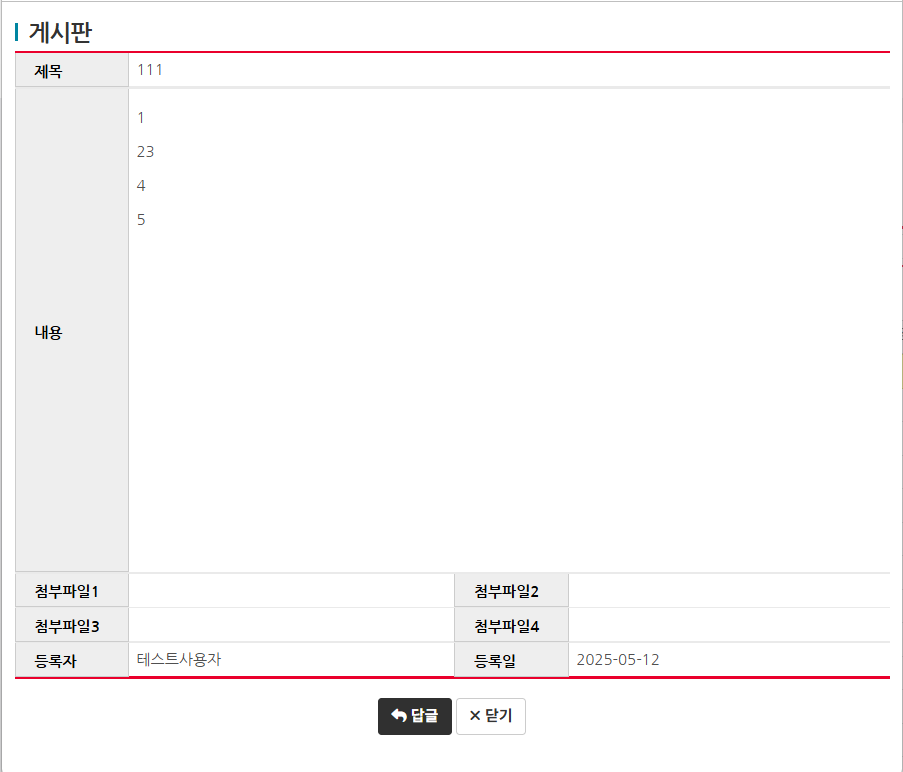 게시판
제목 111
내용
1
23
4
5
첨부파일1 첨부파일2
첨부파일3 첨부파일4
등록자 테스트사용자 등록일 2025-05-12
답글 ✕ 닫기